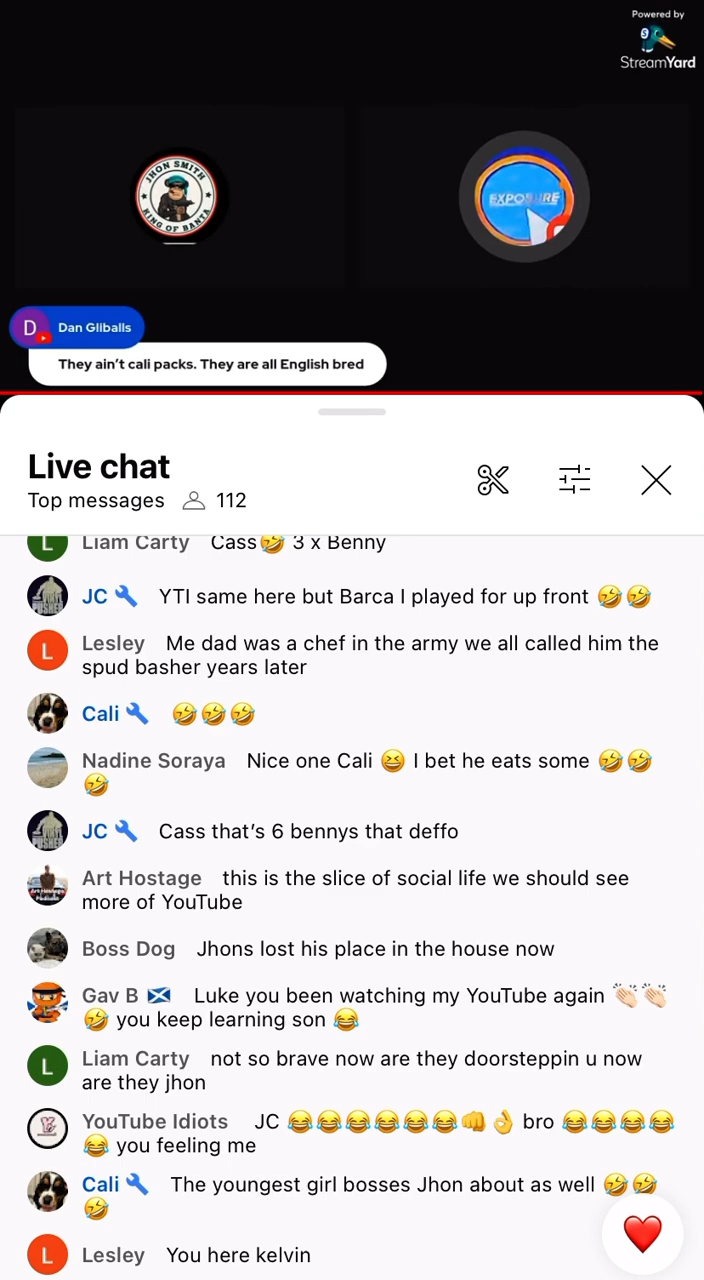 Powered by
StreamYard
JHON SMITH
KING OF BANTA
EXPOSURE
D Dan Gliballs
They ain't cali packs. They are all English bred
Live chat
Top messages 112
L Liam Carty Cass🤣 3 x Benny
JC 🔧 YTI same here but Barca I played for up front 🤣🤣
L Lesley Me dad was a chef in the army we all called him the
spud basher years later
Cali 🔧 🤣🤣🤣
Nadine Soraya Nice one Cali 😆 I bet he eats some 🤣🤣
🤣
JC 🔧 Cass that's 6 bennys that deffo
Art Hostage this is the slice of social life we should see
more of YouTube
Boss Dog Jhons lost his place in the house now
Gav B 🏴󠁧󠁢󠁳󠁣󠁴󠁿 Luke you been watching my YouTube again 👏🏻👏🏻
🤣 you keep learning son 😂
L Liam Carty not so brave now are they doorsteppin u now
are they jhon
YouTube Idiots JC 😂😂😂😂😂😂👊👌 bro 😂😂😂😂
😂 you feeling me
Cali 🔧 The youngest girl bosses Jhon about as well 🤣🤣
🤣
L Lesley You here kelvin